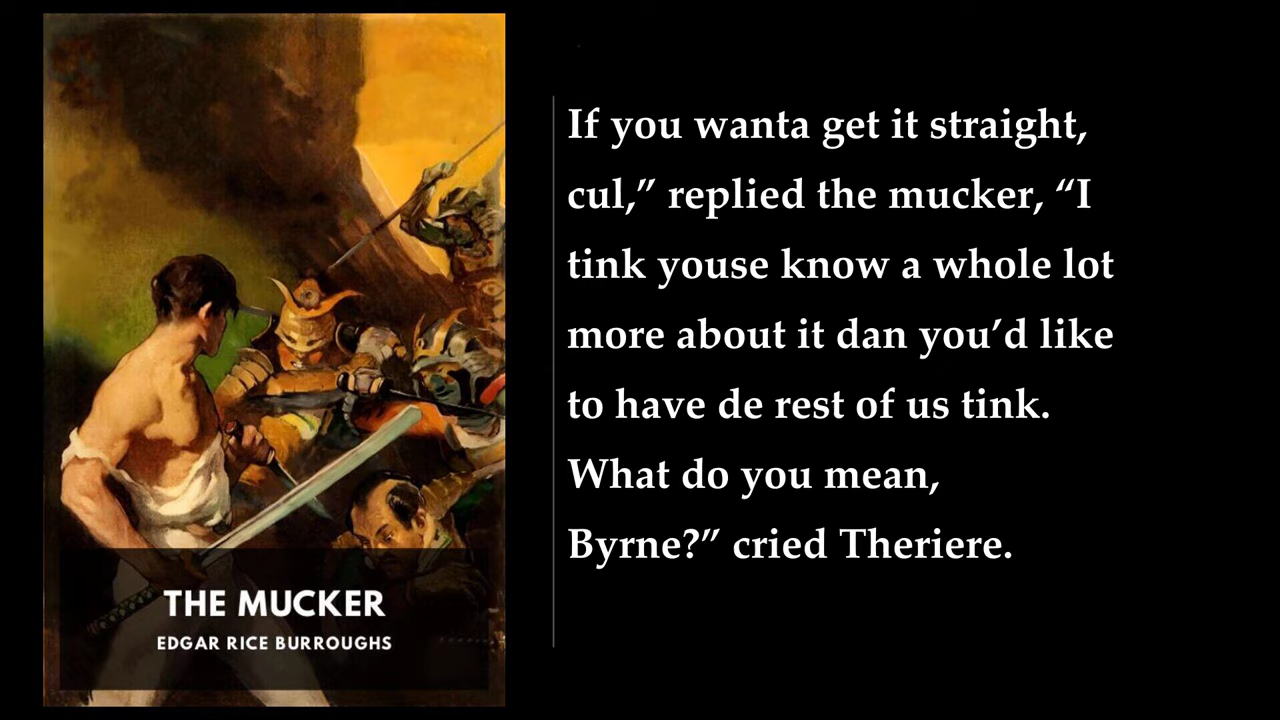 THE MUCKER
EDGAR RICE BURROUGHS
If you wanta get it straight,
cul,” replied the mucker, “I
tink youse know a whole lot
more about it dan you’d like
to have de rest of us tink.
What do you mean,
Byrne?” cried Theriere.